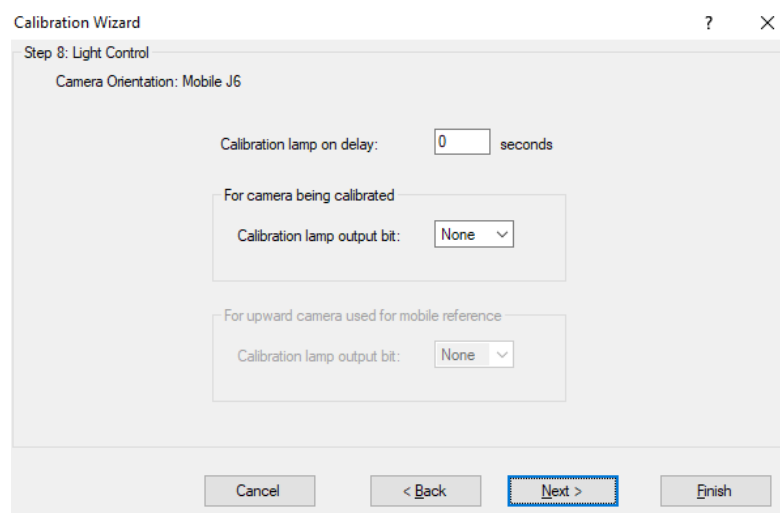 Calibration Wizard ? ×
Step 8: Light Control
Camera Orientation: Mobile J6
Calibration lamp on delay: 0 seconds
For camera being calibrated
Calibration lamp output bit: None
For upward camera used for mobile reference
Calibration lamp output bit: None
Cancel < Back Next > Finish